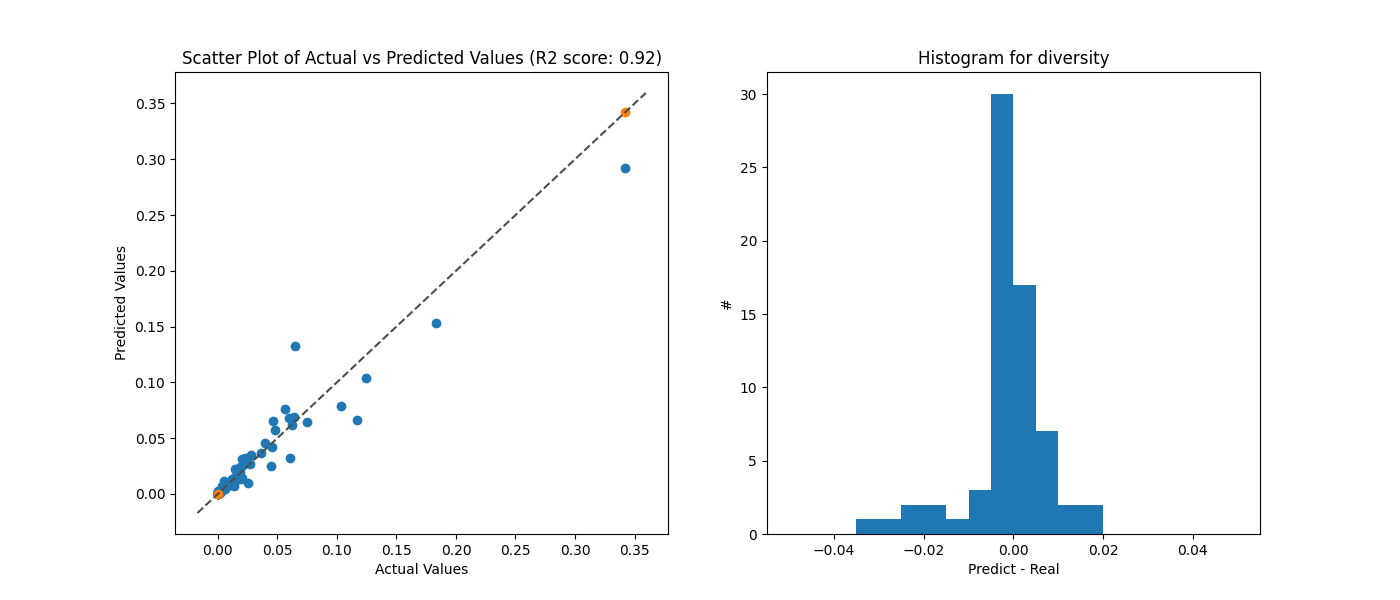 Scatter Plot of Actual vs Predicted Values (R2 score: 0.92)
Predicted Values
0.35
0.30
0.25
0.20
0.15
0.10
0.05
0.00
0.00 0.05 0.10 0.15 0.20 0.25 0.30 0.35
Actual Values
Histogram for diversity
#
30
25
20
15
10
5
0
−0.04 −0.02 0.00 0.02 0.04
Predict - Real